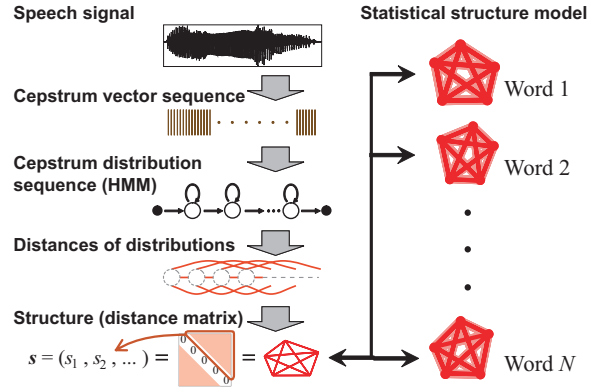 Speech signal
Statistical structure model
Cepstrum vector sequence
Cepstrum distribution
sequence (HMM)
Distances of distributions
Structure (distance matrix)
s = (s1 , s2 , ... ) =
0
0
0
0
0
=
Word 1
Word 2
Word N